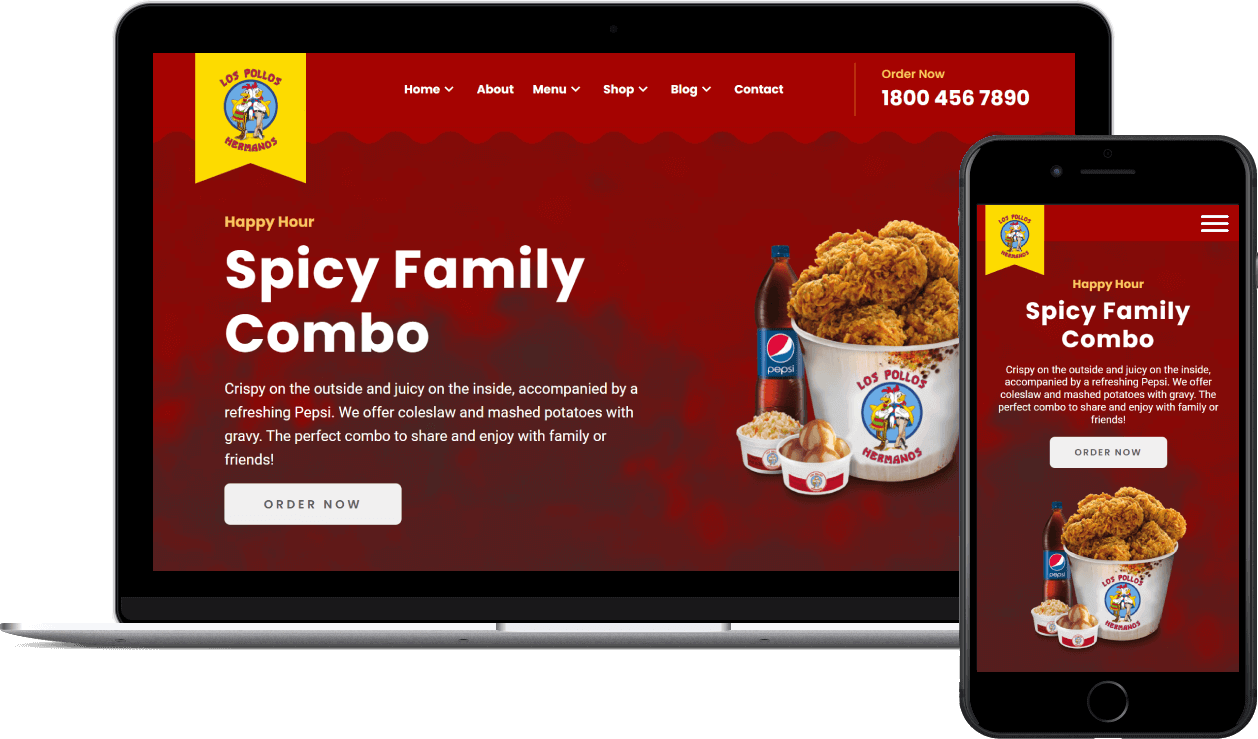 LOS POLLOS
HERMANOS
Home About Menu Shop Blog Contact
Order Now
1800 456 7890
Happy Hour
Spicy Family
Combo
Crispy on the outside and juicy on the inside, accompanied by a
refreshing Pepsi. We offer coleslaw and mashed potatoes with
gravy. The perfect combo to share and enjoy with family or
friends!
ORDER NOW
pepsi
LOS POLLOS
HERMANOS
LOS POLLOS
HERMANOS
Happy Hour
Spicy Family
Combo
Crispy on the outside and juicy on the inside,
accompanied by a refreshing Pepsi. We offer
coleslaw and mashed potatoes with gravy. The
perfect combo to share and enjoy with family or
friends!
ORDER NOW
pepsi
LOS POLLOS
HERMANOS